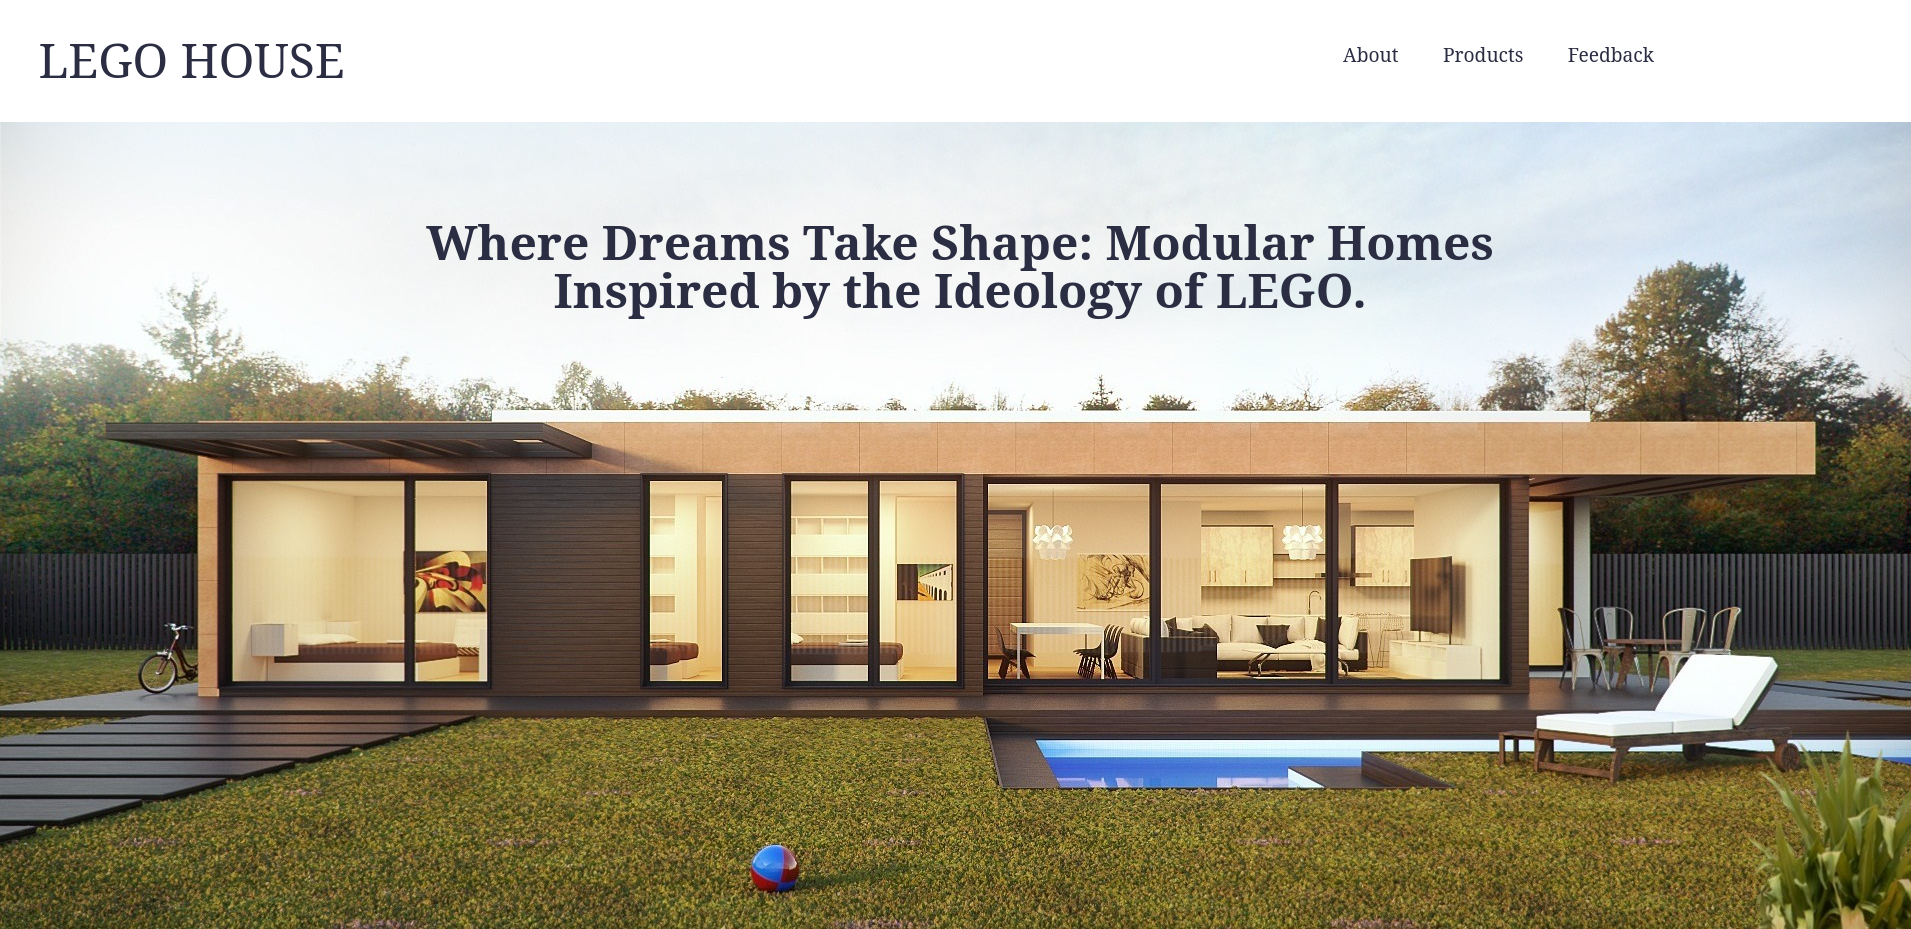 LEGO HOUSE
About Products Feedback
Where Dreams Take Shape: Modular Homes
Inspired by the Ideology of LEGO.